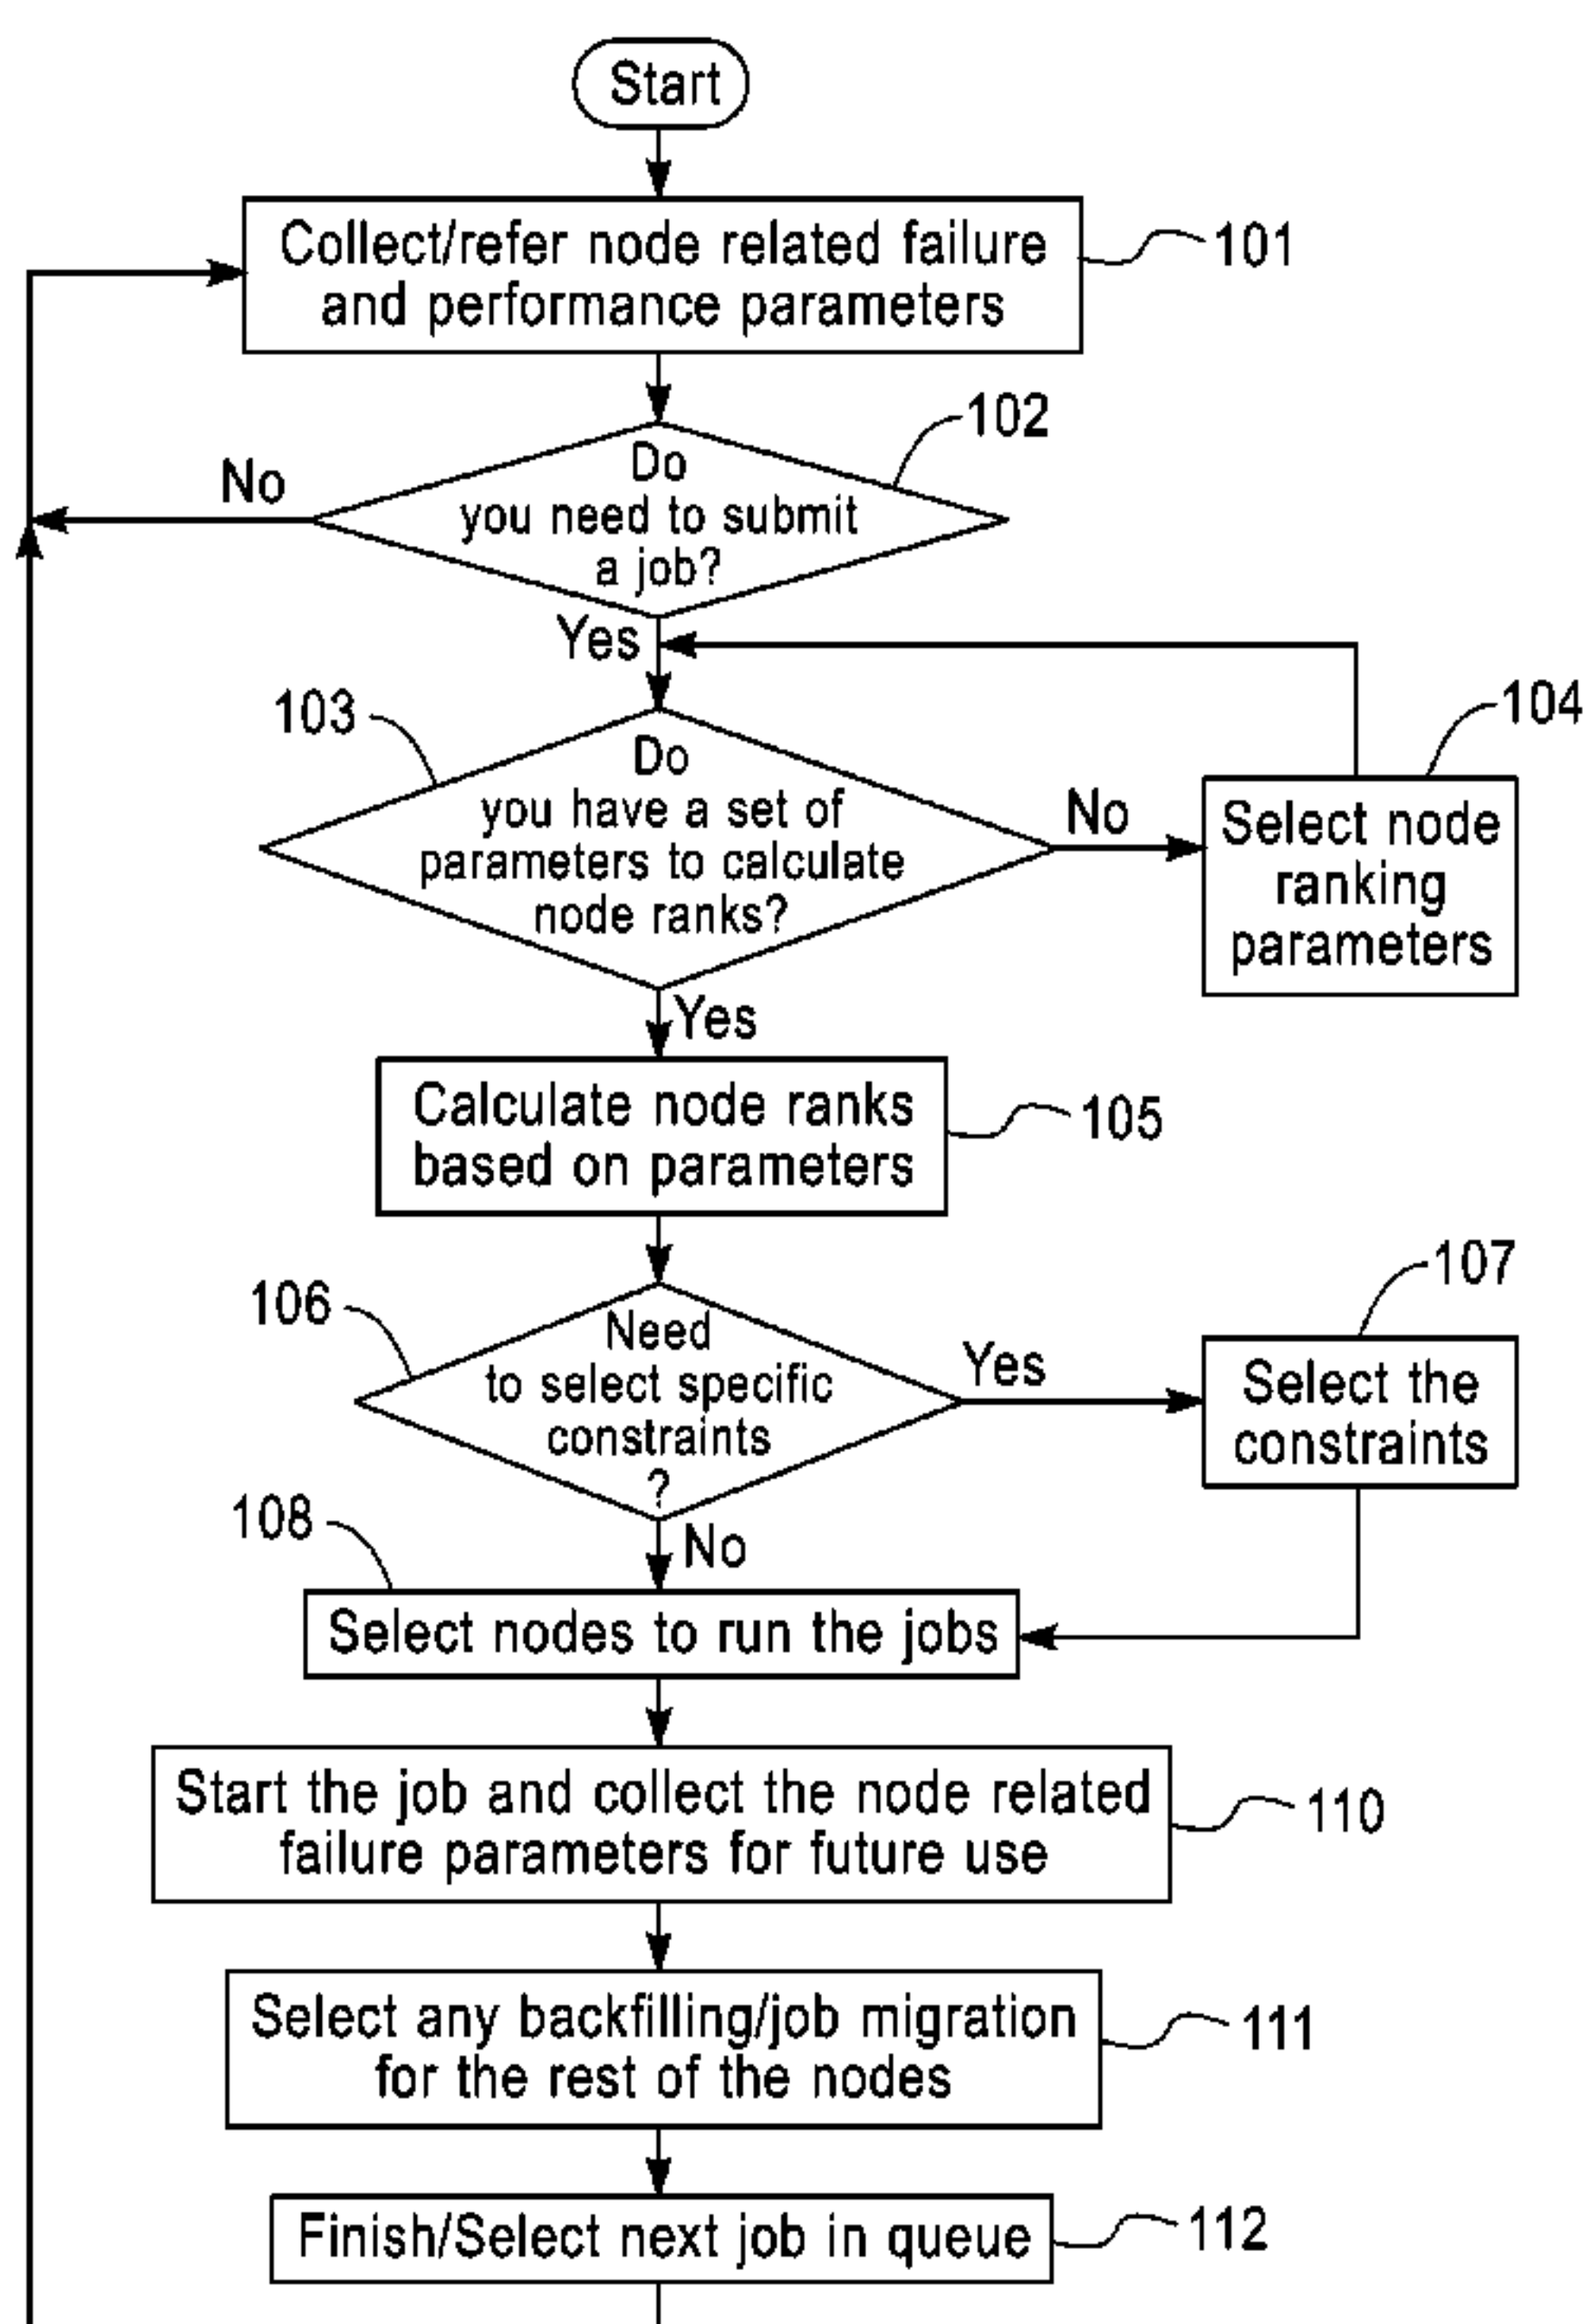 Start
Collect/refer node related failure
and performance parameters
101
102
Do
you need to submit
a job?
No
Yes
103
Do
you have a set of
parameters to calculate
node ranks?
No
104
Select node
ranking
parameters
Yes
Calculate node ranks
based on parameters
105
106
Need
to select specific
constraints
?
Yes
107
Select the
constraints
No
108
Select nodes to run the jobs
Start the job and collect the node related
failure parameters for future use
110
Select any backfilling/job migration
for the rest of the nodes
111
Finish/Select next job in queue
112